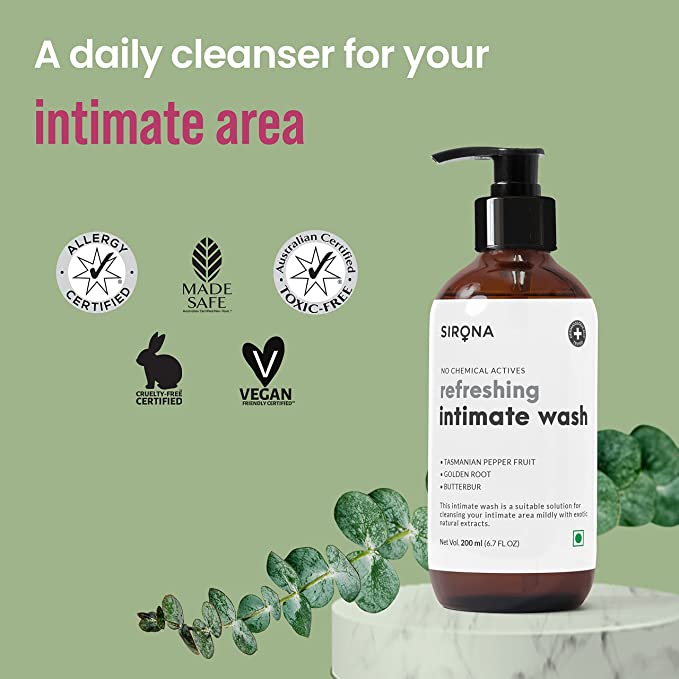 A daily cleanser for your
intimate area
ALLERGY
CERTIFIED
MADE
SAFE
Australian Certified
TOXIC-FREE
CRUELTY-FREE
CERTIFIED
V
VEGAN
FRIENDLY CERTIFIED™
SIRONA
NO CHEMICAL ACTIVES
refreshing
intimate wash
• TASMANIAN PEPPER FRUIT
• GOLDEN ROOT
• BUTTERBUR
This intimate wash is a suitable solution for
cleansing your intimate area mildly with exotic
natural extracts.
Net Vol. 200 ml (6.7 FL OZ)